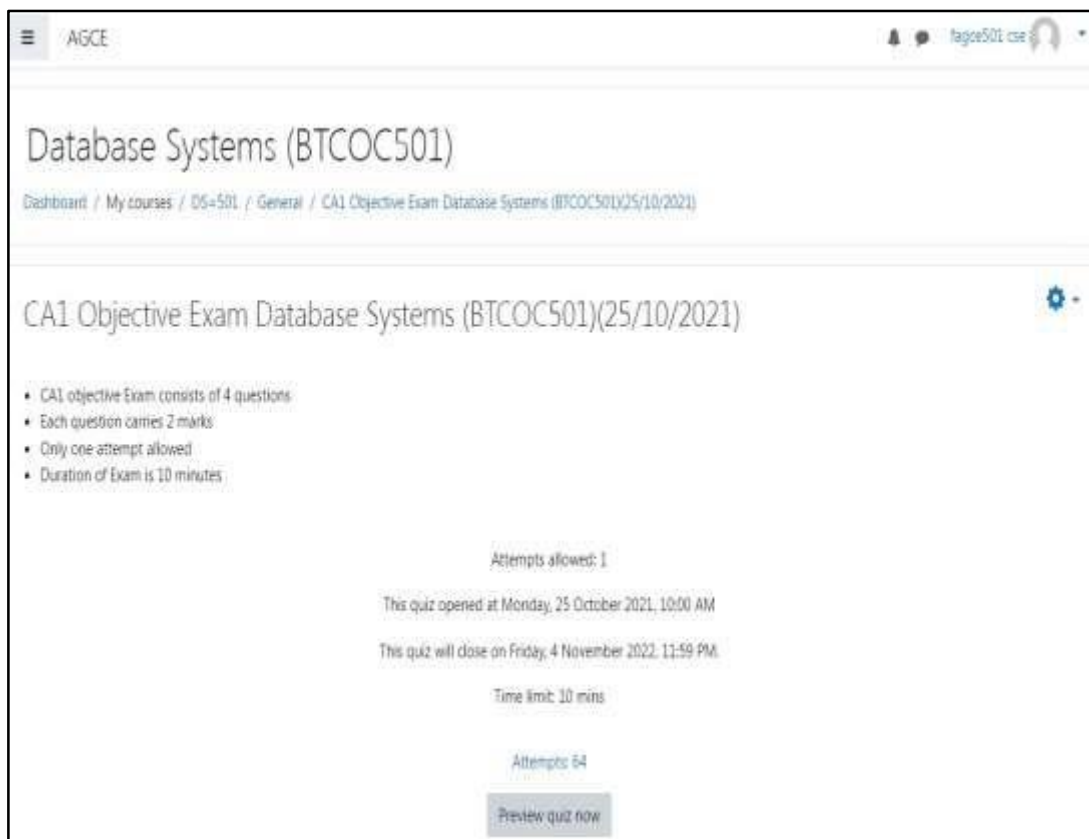 AGCE
fagce501 cse
Database Systems (BTCOC501)
Dashboard / My courses / DS=501 / General / CA1 Objective Exam Database Systems (BTCOC501)(25/10/2021)
CA1 Objective Exam Database Systems (BTCOC501)(25/10/2021)
• CA1 objective Exam consists of 4 questions
• Each question carries 2 marks
• Only one attempt allowed
• Duration of Exam is 10 minutes
Attempts allowed: 1
This quiz opened at Monday, 25 October 2021, 10:00 AM
This quiz will close on Friday, 4 November 2022, 11:59 PM.
Time limit: 10 mins
Attempts: 64
Preview quiz now